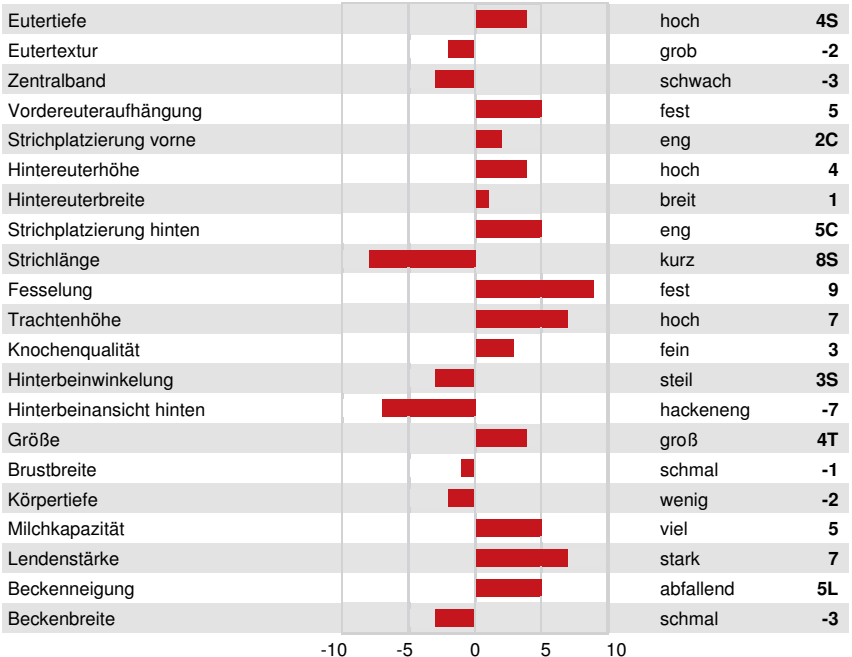 Eutertiefe hoch 4S
Eutertextur grob -2
Zentralband schwach -3
Vordereuteraufhängung fest 5
Strichplatzierung vorne eng 2C
Hintereuterhöhe hoch 4
Hintereuterbreite breit 1
Strichplatzierung hinten eng 5C
Strichlänge kurz 8S
Fesselung fest 9
Trachtenhöhe hoch 7
Knochenqualität fein 3
Hinterbeinwinkelung steil 3S
Hinterbeinansicht hinten hackeneng -7
Größe groß 4T
Brustbreite schmal -1
Körpertiefe wenig -2
Milchkapazität viel 5
Lendenstärke stark 7
Beckenneigung abfallend 5L
Beckenbreite schmal -3
-10 -5 0 5 10